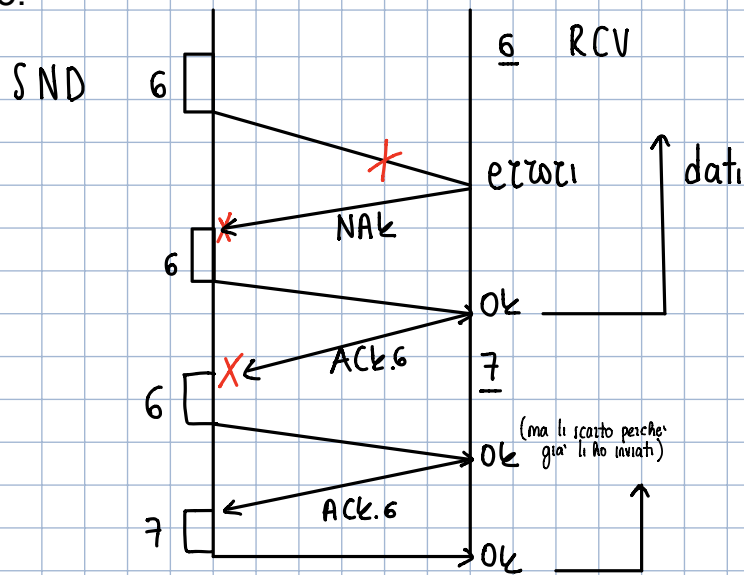 6 RCV
SND 6
errori
dati
NAK
6
Ok
ACK.6
7
6
(ma li scarto perche'
gia' li ho inviati)
Ok
ACK.6
7
Ok